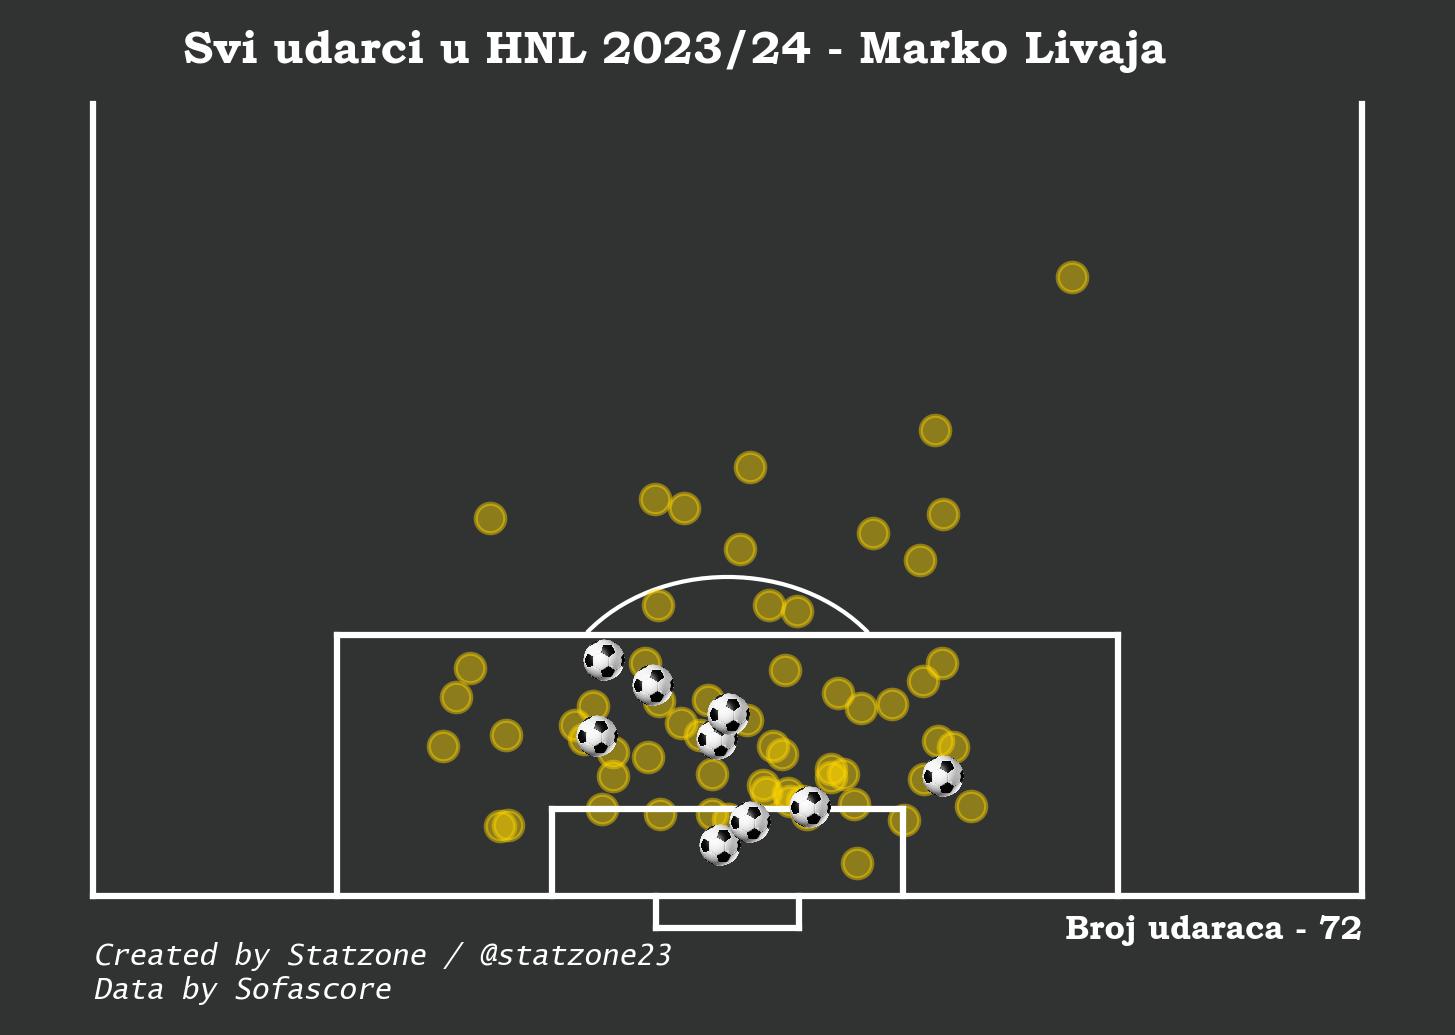 Svi udarci u HNL 2023/24 - Marko Livaja
Broj udaraca - 72
Created by Statzone / @statzone23
Data by Sofascore